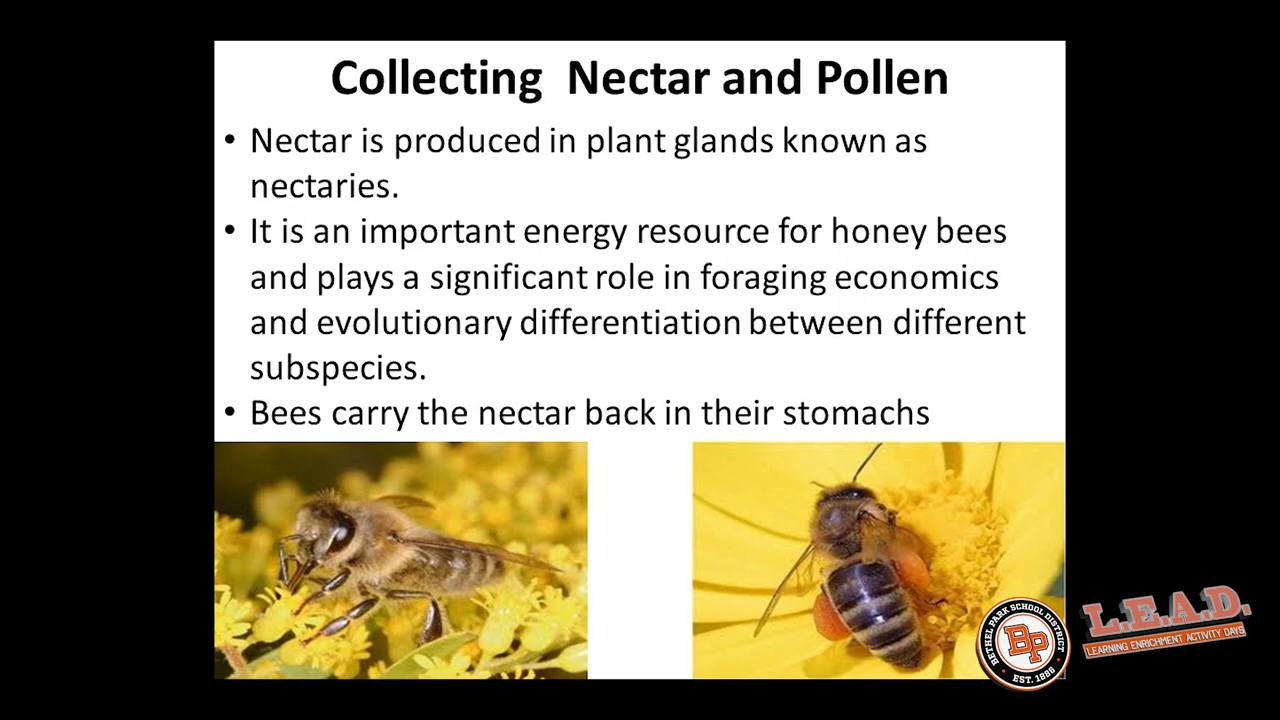 Collecting  Nectar and Pollen
• Nectar is produced in plant glands known as
nectaries.
• It is an important energy resource for honey bees
and plays a significant role in foraging economics
and evolutionary differentiation between different
subspecies.
• Bees carry the nectar back in their stomachs
BETHEL PARK SCHOOL DISTRICT
BP
EST. 1886
L.E.A.D.
LEARNING ENRICHMENT ACTIVITY DAYS